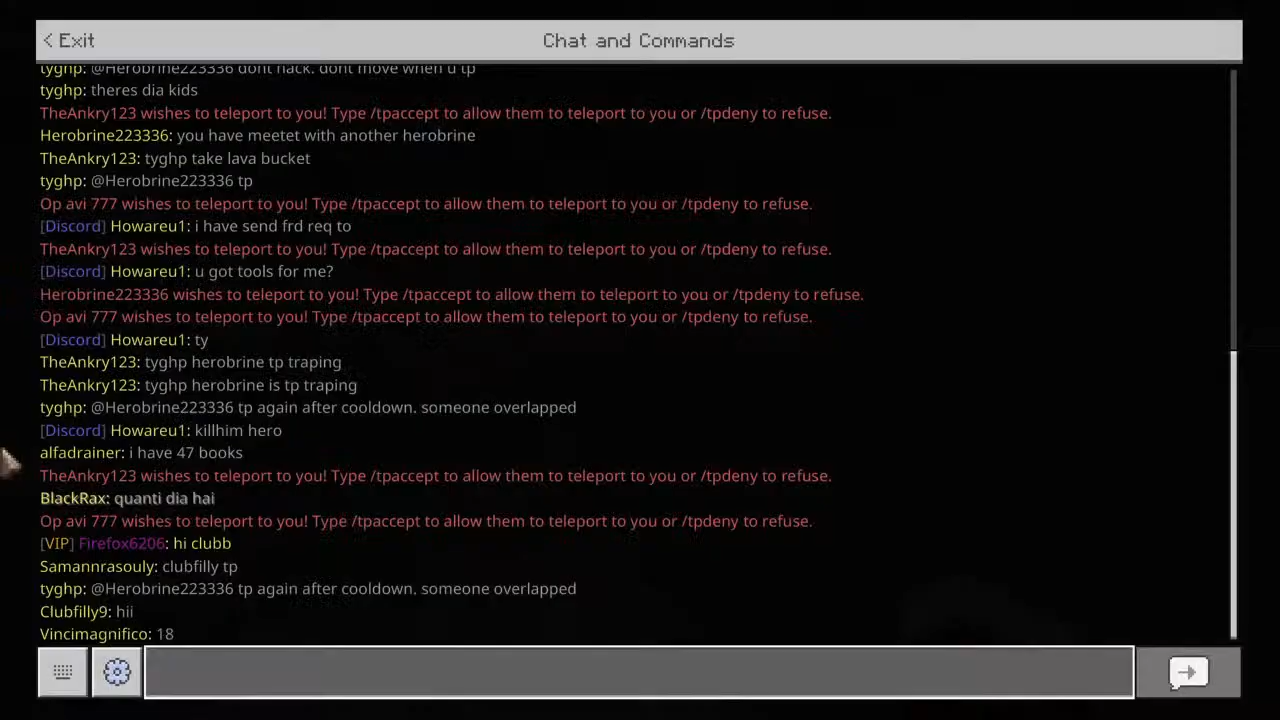 < Exit
Chat and Commands
tyghp: @Herobrine223336 dont hack. dont move when u tp
tyghp: theres dia kids
TheAnkry123 wishes to teleport to you! Type /tpaccept to allow them to teleport to you or /tpdeny to refuse.
Herobrine223336: you have meetet with another herobrine
TheAnkry123: tyghp take lava bucket
tyghp: @Herobrine223336 tp
Op avi 777 wishes to teleport to you! Type /tpaccept to allow them to teleport to you or /tpdeny to refuse.
[Discord] Howareu1: i have send frd req to
TheAnkry123 wishes to teleport to you! Type /tpaccept to allow them to teleport to you or /tpdeny to refuse.
[Discord] Howareu1: u got tools for me?
Herobrine223336 wishes to teleport to you! Type /tpaccept to allow them to teleport to you or /tpdeny to refuse.
Op avi 777 wishes to teleport to you! Type /tpaccept to allow them to teleport to you or /tpdeny to refuse.
[Discord] Howareu1: ty
TheAnkry123: tyghp herobrine tp traping
TheAnkry123: tyghp herobrine is tp traping
tyghp: @Herobrine223336 tp again after cooldown. someone overlapped
[Discord] Howareu1: killhim hero
alfadrainer: i have 47 books
TheAnkry123 wishes to teleport to you! Type /tpaccept to allow them to teleport to you or /tpdeny to refuse.
BlackRax: quanti dia hai
Op avi 777 wishes to teleport to you! Type /tpaccept to allow them to teleport to you or /tpdeny to refuse.
[VIP] Firefox6206: hi clubb
Samannrasouly: clubfilly tp
tyghp: @Herobrine223336 tp again after cooldown. someone overlapped
Clubfilly9: hii
Vincimagnifico: 18